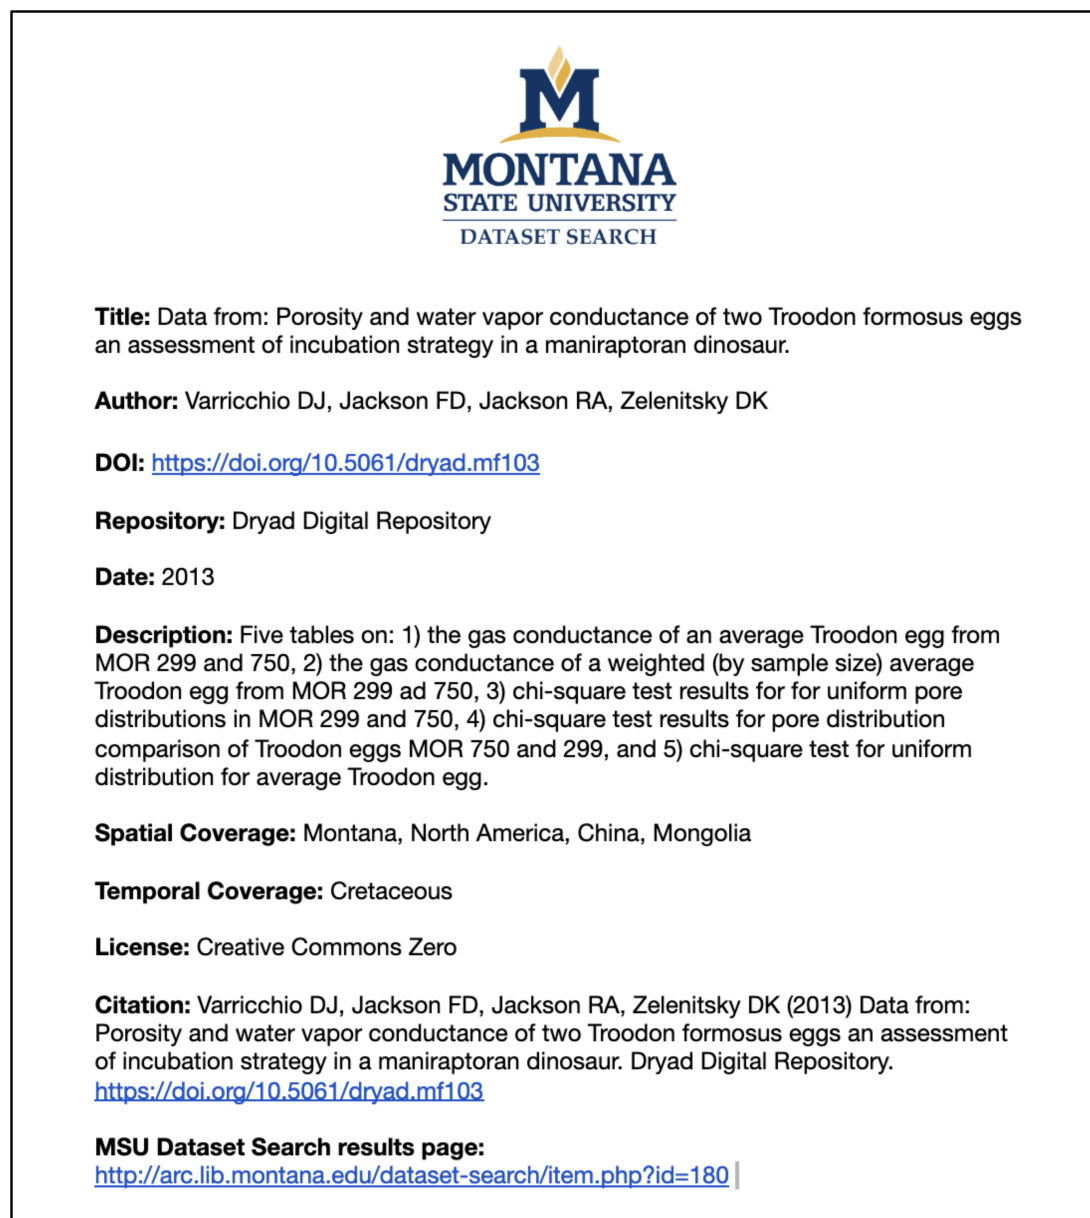 M
MONTANA
STATE UNIVERSITY
DATASET SEARCH
Title: Data from: Porosity and water vapor conductance of two Troodon formosus eggs
an assessment of incubation strategy in a maniraptoran dinosaur.
Author: Varricchio DJ, Jackson FD, Jackson RA, Zelenitsky DK
DOI: https://doi.org/10.5061/dryad.mf103
Repository: Dryad Digital Repository
Date: 2013
Description: Five tables on: 1) the gas conductance of an average Troodon egg from
MOR 299 and 750, 2) the gas conductance of a weighted (by sample size) average
Troodon egg from MOR 299 ad 750, 3) chi-square test results for for uniform pore
distributions in MOR 299 and 750, 4) chi-square test results for pore distribution
comparison of Troodon eggs MOR 750 and 299, and 5) chi-square test for uniform
distribution for average Troodon egg.
Spatial Coverage: Montana, North America, China, Mongolia
Temporal Coverage: Cretaceous
License: Creative Commons Zero
Citation: Varricchio DJ, Jackson FD, Jackson RA, Zelenitsky DK (2013) Data from:
Porosity and water vapor conductance of two Troodon formosus eggs an assessment
of incubation strategy in a maniraptoran dinosaur. Dryad Digital Repository.
https://doi.org/10.5061/dryad.mf103
MSU Dataset Search results page:
http://arc.lib.montana.edu/dataset-search/item.php?id=180